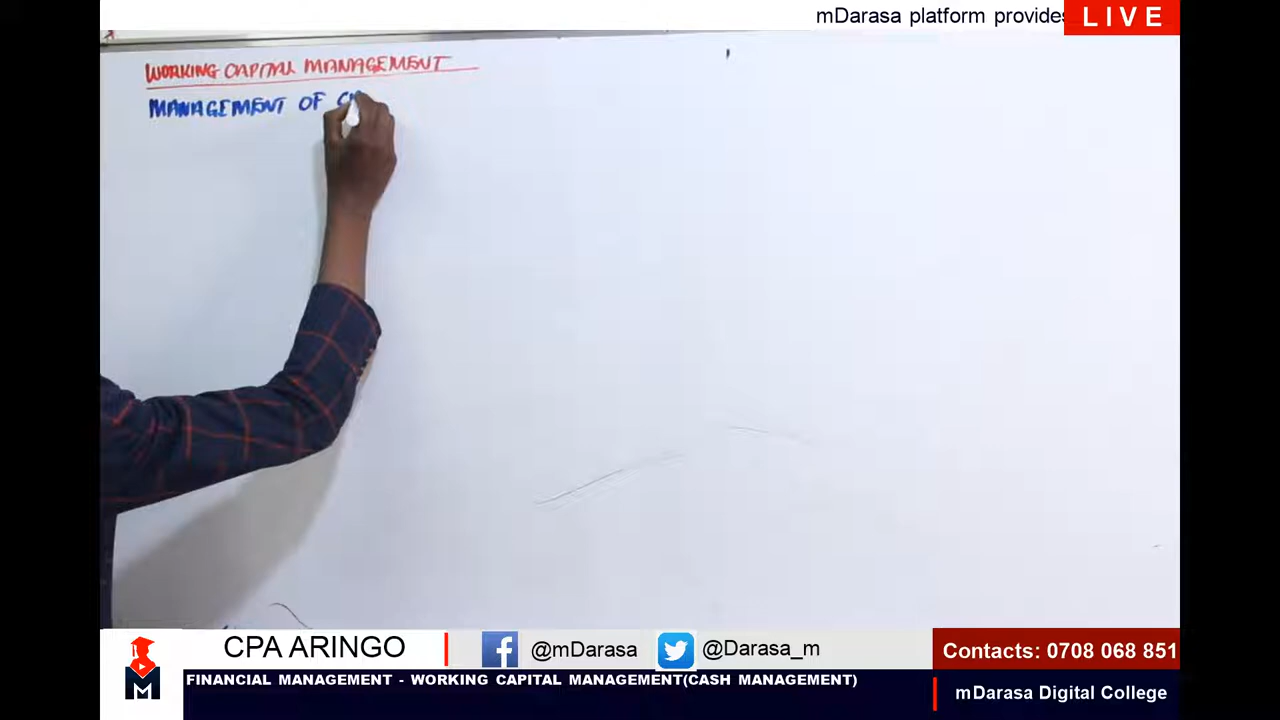 mDarasa platform provides
LIVE
WORKING CAPITAL MANAGEMENT
MANAGEMENT OF
CPA ARINGO
@mDarasa
@Darasa_m
Contacts: 0708 068 851
M
FINANCIAL MANAGEMENT - WORKING CAPITAL MANAGEMENT(CASH MANAGEMENT)
mDarasa Digital College